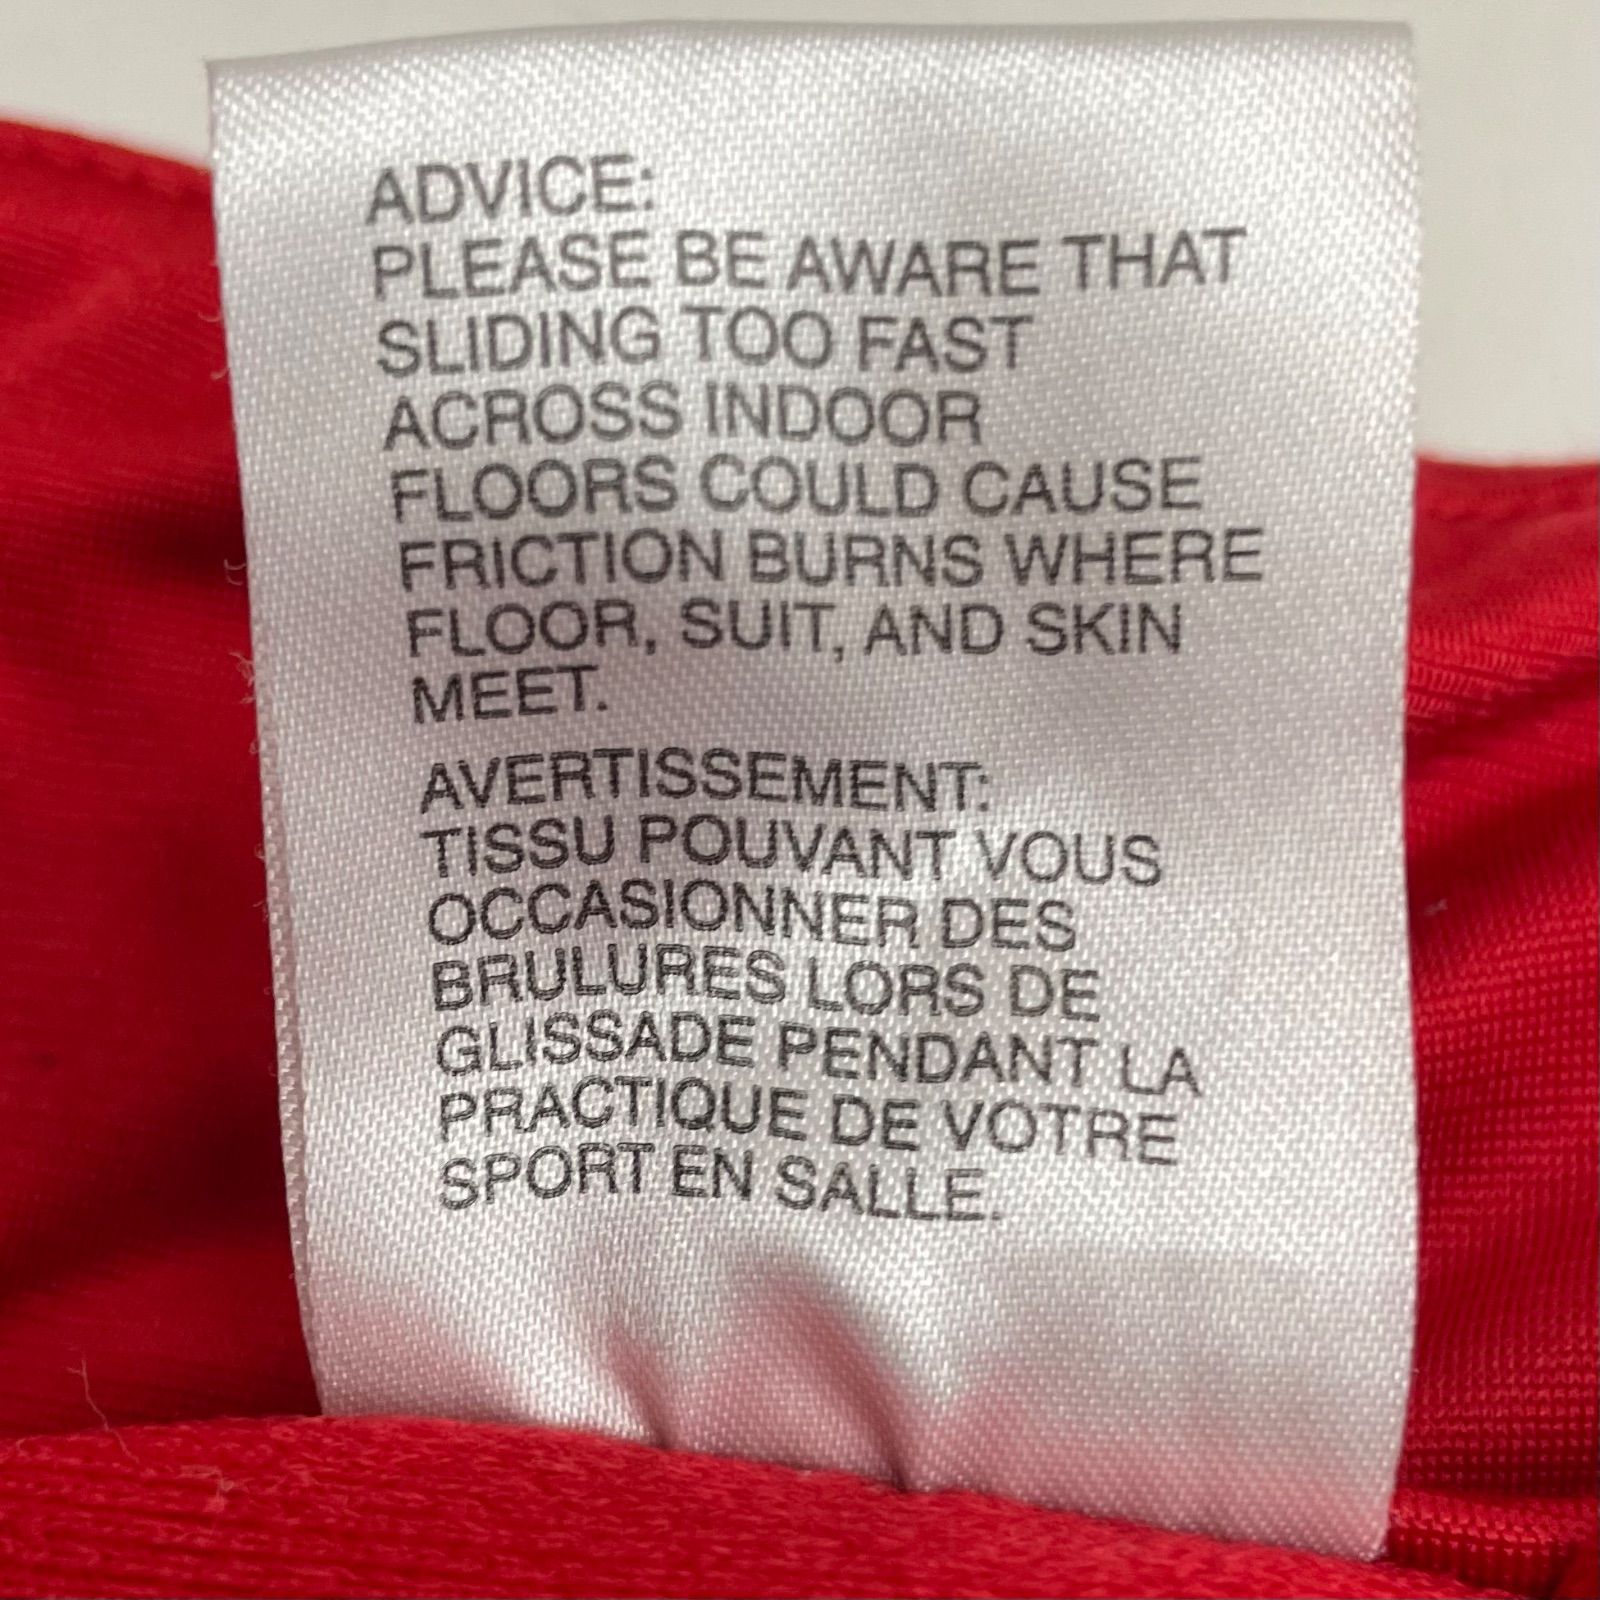 ADVICE:
PLEASE BE AWARE THAT
SLIDING TOO FAST
ACROSS INDOOR
FLOORS COULD CAUSE
FRICTION BURNS WHERE
FLOOR, SUIT, AND SKIN
MEET.
AVERTISSEMENT:
TISSU POUVANT VOUS
OCCASIONNER DES
BRULURES LORS DE
GLISSADE PENDANT LA
PRACTIQUE DE VOTRE
SPORT EN SALLE.